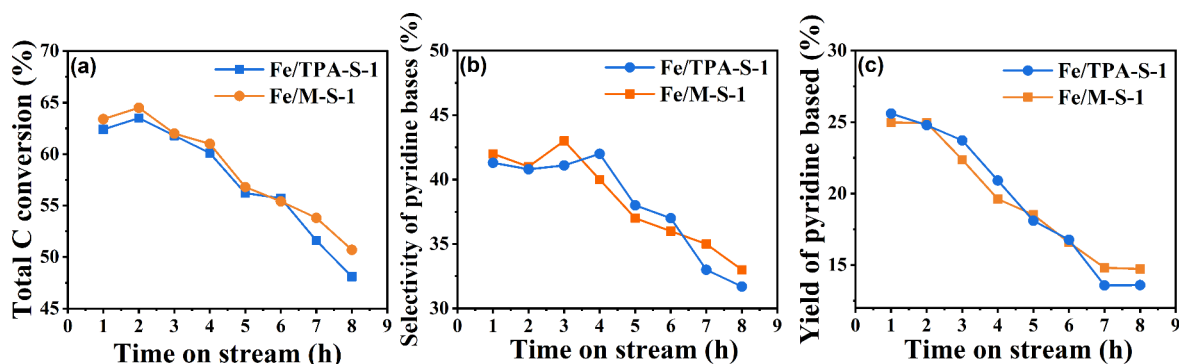 (a)
Fe/TPA-S-1
Fe/M-S-1
Total C conversion (%)
70
65
60
55
50
45
0 1 2 3 4 5 6 7 8 9
Time on stream (h)
(b)
Fe/TPA-S-1
Fe/M-S-1
Selectivity of pyridine bases (%)
50
45
40
35
30
0 1 2 3 4 5 6 7 8 9
Time on stream (h)
(c)
Fe/TPA-S-1
Fe/M-S-1
Yield of pyridine based (%)
30
25
20
15
0 1 2 3 4 5 6 7 8 9
Time on stream (h)